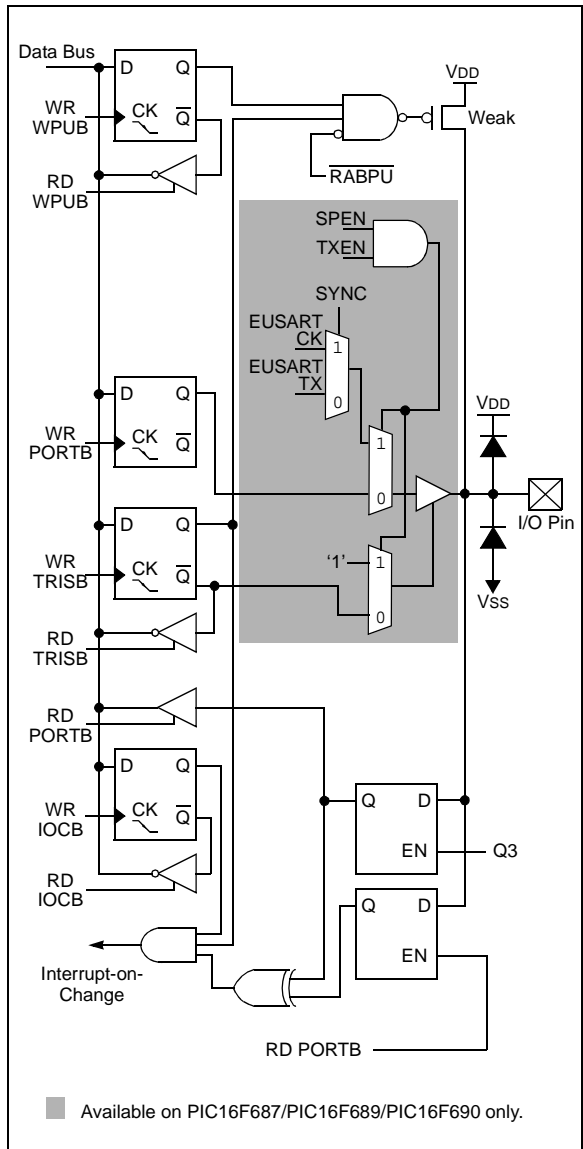 Data Bus
D Q
WR
WPUB
CK Q
RD
WPUB
VDD
Weak
RABPU
SPEN
TXEN
SYNC
EUSART
CK
1
EUSART
TX
0
D Q
WR
PORTB
CK Q
1
0
VDD
I/O Pin
VSS
D Q
WR
TRISB
CK Q
'1'
1
0
RD
TRISB
RD
PORTB
D Q
WR
IOCB
CK Q
RD
IOCB
Q D
EN
Q3
Q D
EN
Interrupt-on-
Change
RD PORTB
Available on PIC16F687/PIC16F689/PIC16F690 only.